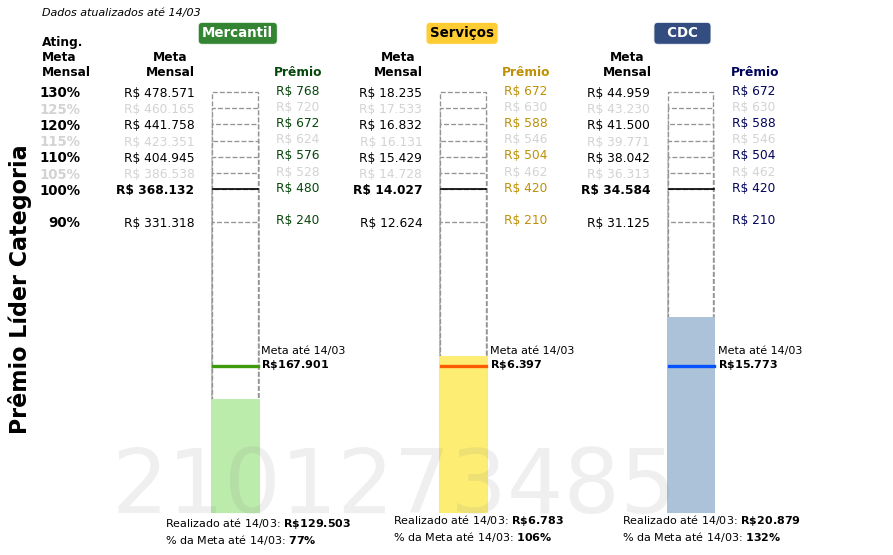 Dados atualizados até 14/03
Mercantil Serviços CDC
Ating.
Meta Meta Meta Meta
Mensal Mensal Prêmio Mensal Prêmio Mensal Prêmio
130% R$ 478.571 R$ 768 R$ 18.235 R$ 672 R$ 44.959 R$ 672
125% R$ 460.165 R$ 720 R$ 17.533 R$ 630 R$ 43.230 R$ 630
120% R$ 441.758 R$ 672 R$ 16.832 R$ 588 R$ 41.500 R$ 588
115% R$ 423.351 R$ 624 R$ 16.131 R$ 546 R$ 39.771 R$ 546
110% R$ 404.945 R$ 576 R$ 15.429 R$ 504 R$ 38.042 R$ 504
105% R$ 386.538 R$ 528 R$ 14.728 R$ 462 R$ 36.313 R$ 462
100% R$ 368.132 R$ 480 R$ 14.027 R$ 420 R$ 34.584 R$ 420
90% R$ 331.318 R$ 240 R$ 12.624 R$ 210 R$ 31.125 R$ 210
Prêmio Líder Categoria
Meta até 14/03 Meta até 14/03 Meta até 14/03
R$167.901 R$6.397 R$15.773
2101273485
Realizado até 14/03: R$129.503 Realizado até 14/03: R$6.783 Realizado até 14/03: R$20.879
% da Meta até 14/03: 77% % da Meta até 14/03: 106% % da Meta até 14/03: 132%